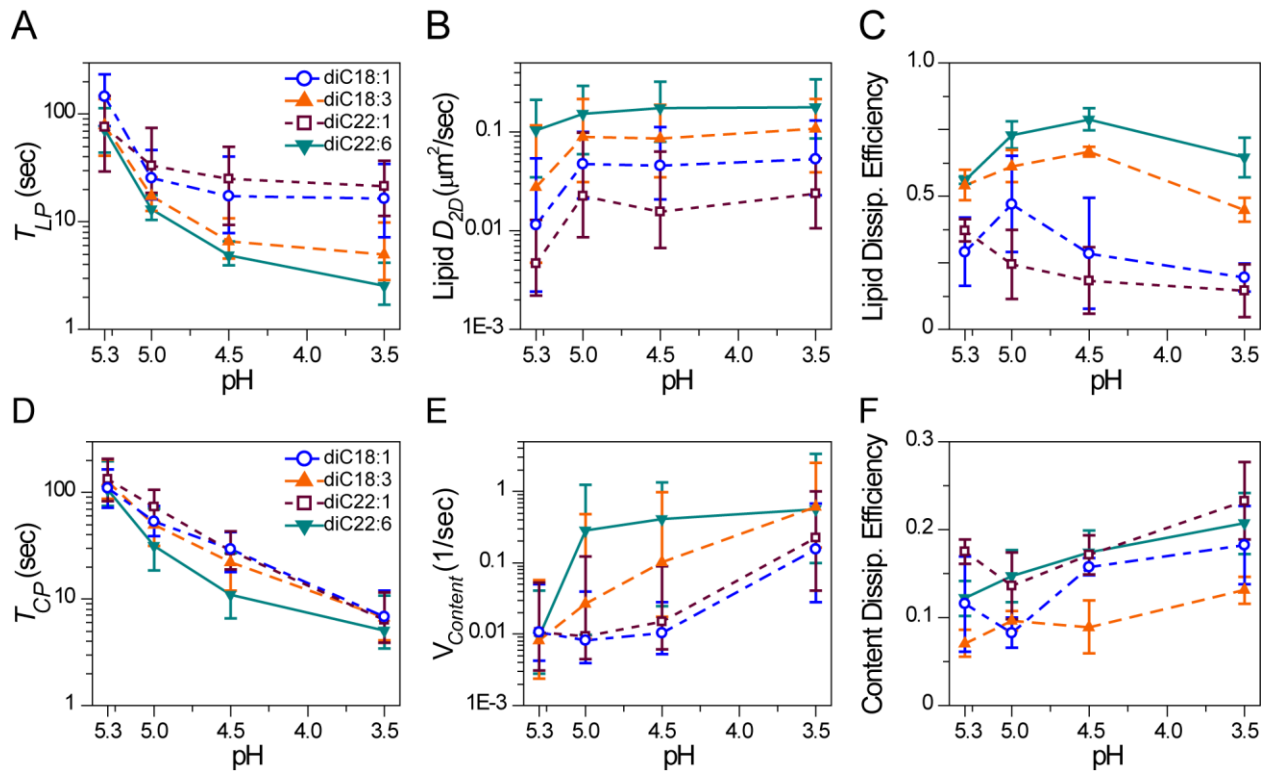 A
B
C
T_LP (sec)
100
10
1
diC18:1
diC18:3
diC22:1
diC22:6
5.3 5.0 4.5 4.0 3.5
pH
Lipid D_2D (μm²/sec)
0.1
0.01
1E-3
5.3 5.0 4.5 4.0 3.5
pH
Lipid Dissip. Efficiency
1.0
0.5
0
5.3 5.0 4.5 4.0 3.5
pH
D
E
F
T_CP (sec)
100
10
1
diC18:1
diC18:3
diC22:1
diC22:6
5.3 5.0 4.5 4.0 3.5
pH
V_Content (1/sec)
1
0.1
0.01
1E-3
5.3 5.0 4.5 4.0 3.5
pH
Content Dissip. Efficiency
0.3
0.2
0.1
0
5.3 5.0 4.5 4.0 3.5
pH